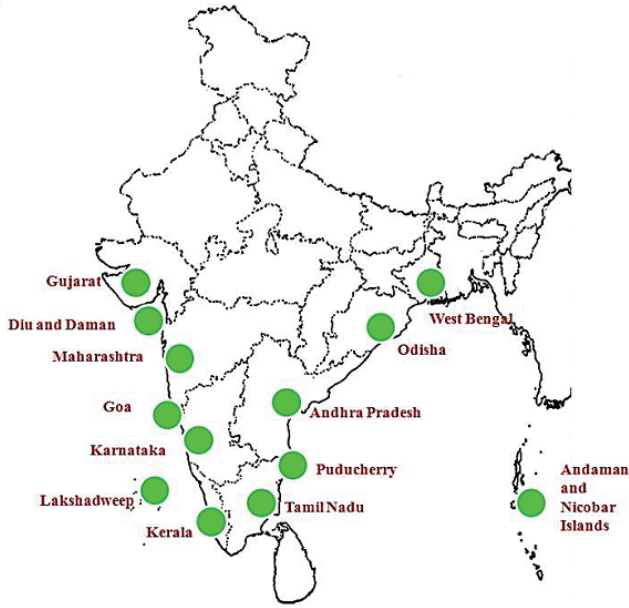 Gujarat
Diu and Daman
Maharashtra
Goa
Karnataka
Lakshadweep
Kerala
West Bengal
Odisha
Andhra Pradesh
Puducherry
Tamil Nadu
Andaman
and
Nicobar
Islands